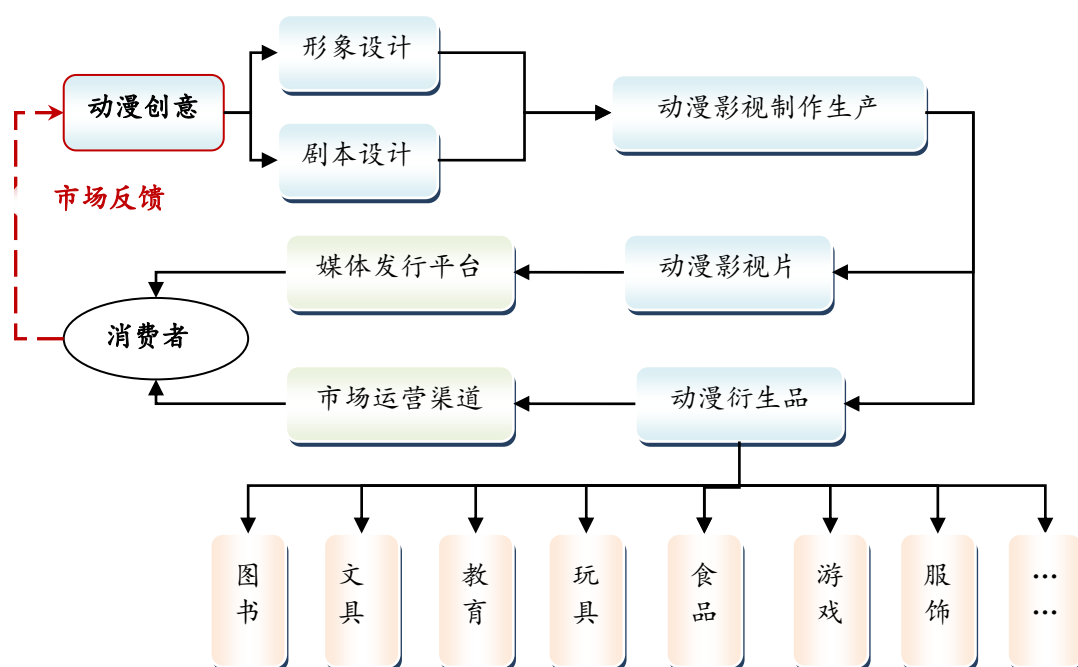 形象设计
动漫创意
动漫影视制作生产
剧本设计
市场反馈
媒体发行平台
动漫影视片
消费者
市场运营渠道
动漫衍生品
图书
文具
教育
玩具
食品
游戏
服饰
……